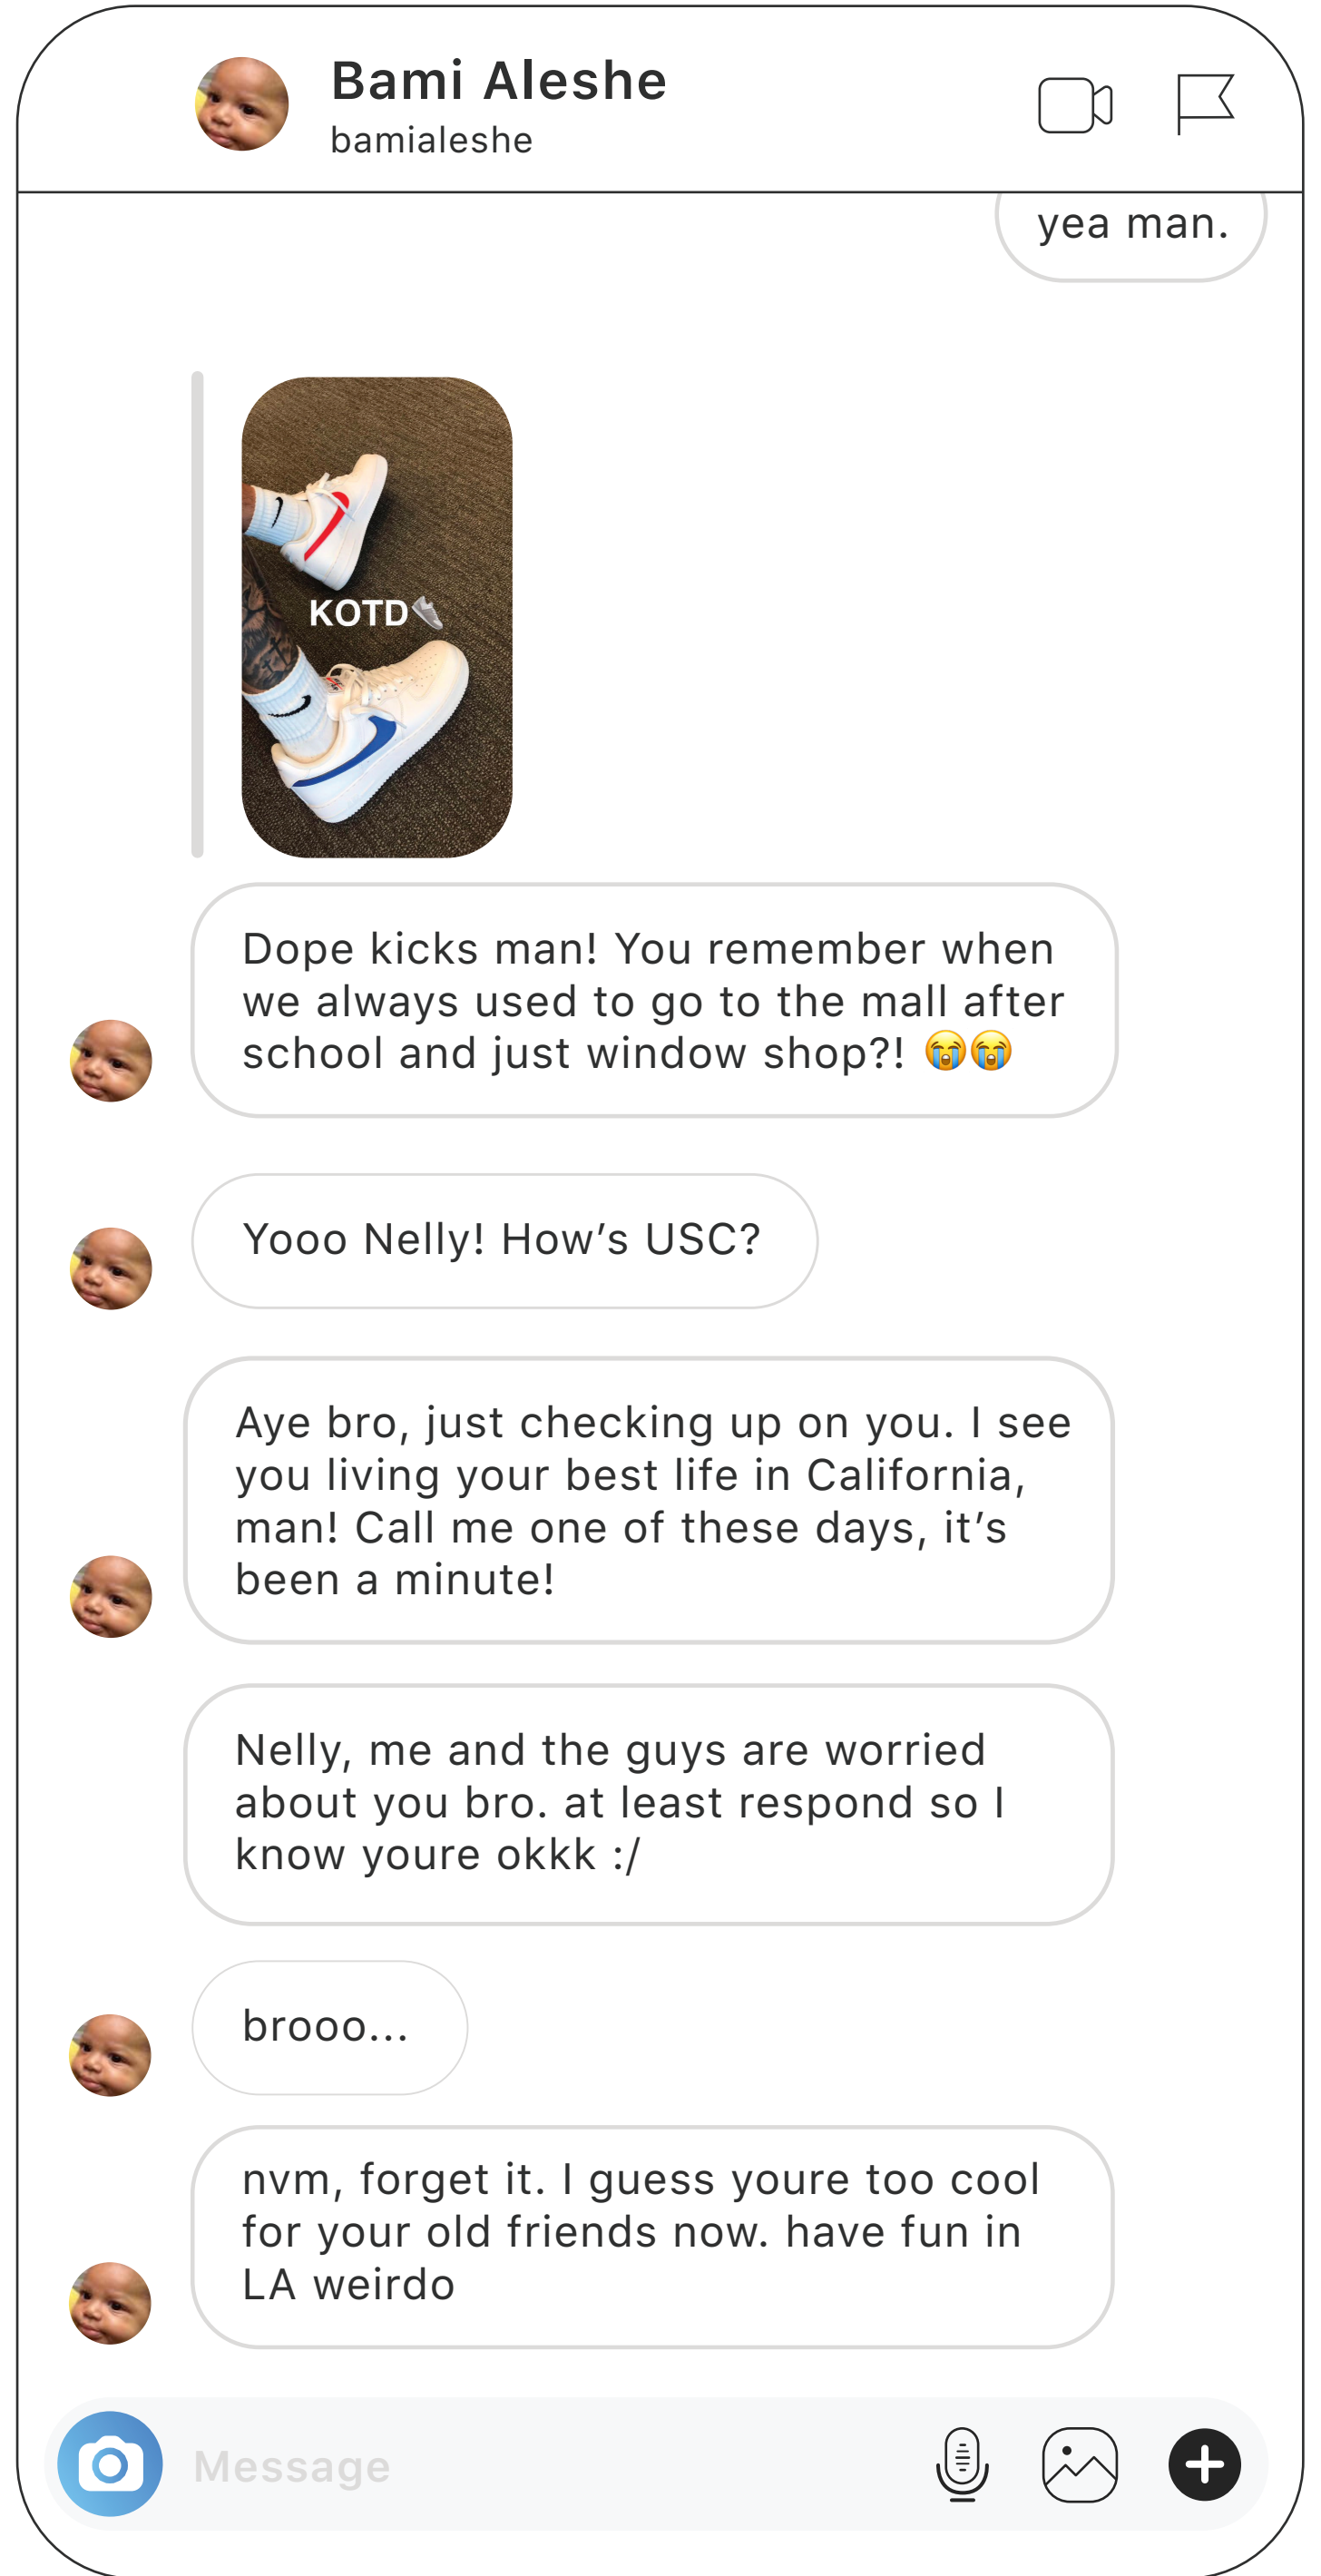 Bami Aleshe
bamialeshe
yea man.
KOTD
Dope kicks man! You remember when
we always used to go to the mall after
school and just window shop?! 😭😭
Yooo Nelly! How’s USC?
Aye bro, just checking up on you. I see
you living your best life in California,
man! Call me one of these days, it’s
been a minute!
Nelly, me and the guys are worried
about you bro. at least respond so I
know youre okkk :/
brooo...
nvm, forget it. I guess youre too cool
for your old friends now. have fun in
LA weirdo
Message